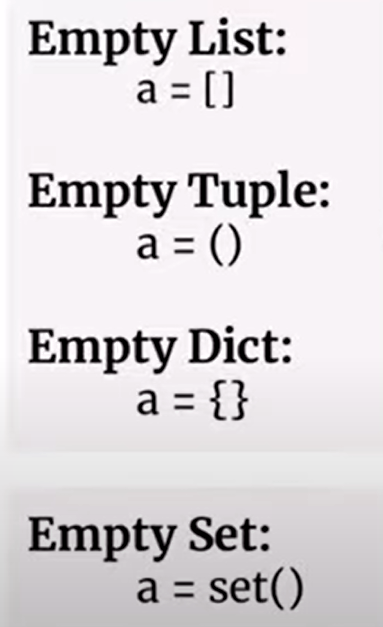 Empty List:
a = []
Empty Tuple:
a = ()
Empty Dict:
a = {}
Empty Set:
a = set()